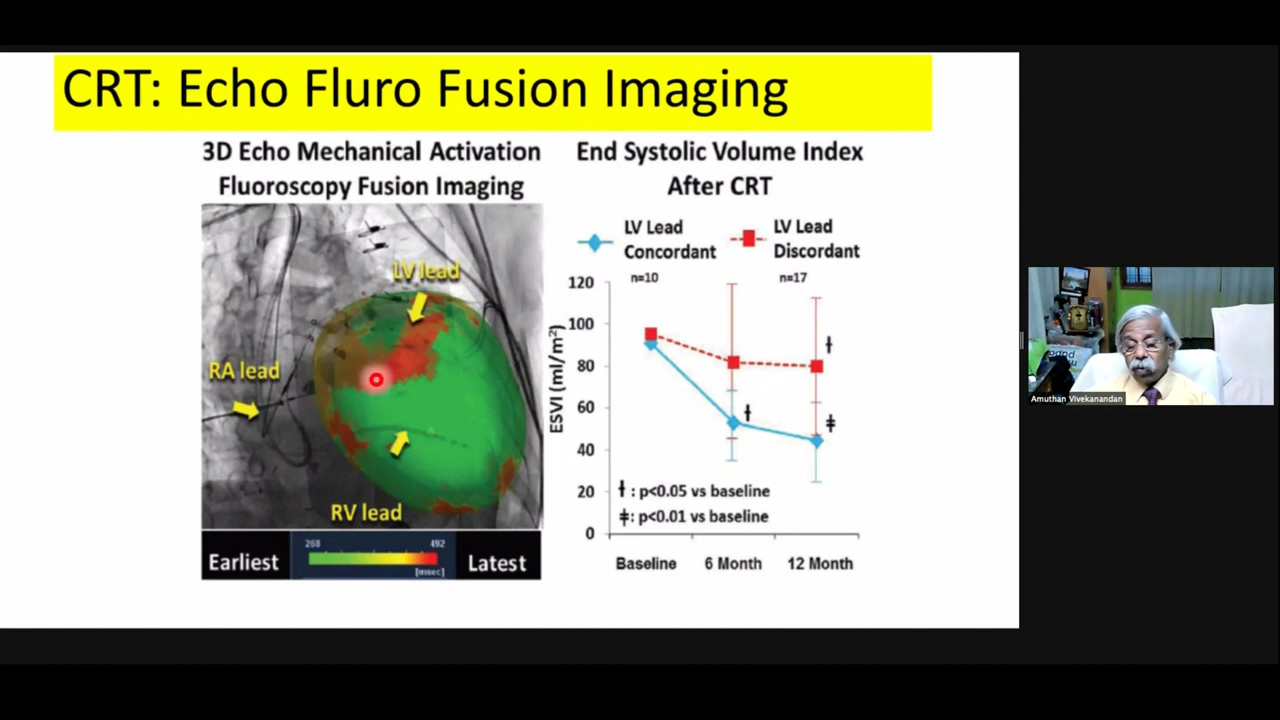 CRT: Echo Fluro Fusion Imaging
3D Echo Mechanical Activation
Fluoroscopy Fusion Imaging
LV lead
RA lead
RV lead
Earliest
268
492
[msec]
Latest
End Systolic Volume Index
After CRT
LV Lead
Concordant
LV Lead
Discordant
n=10
n=17
ESVI (ml/m²)
120
100
80
60
40
20
0
†
†
‡
† : p<0.05 vs baseline
‡: p<0.01 vs baseline
Baseline
6 Month
12 Month
Amuthan Vivekanandan